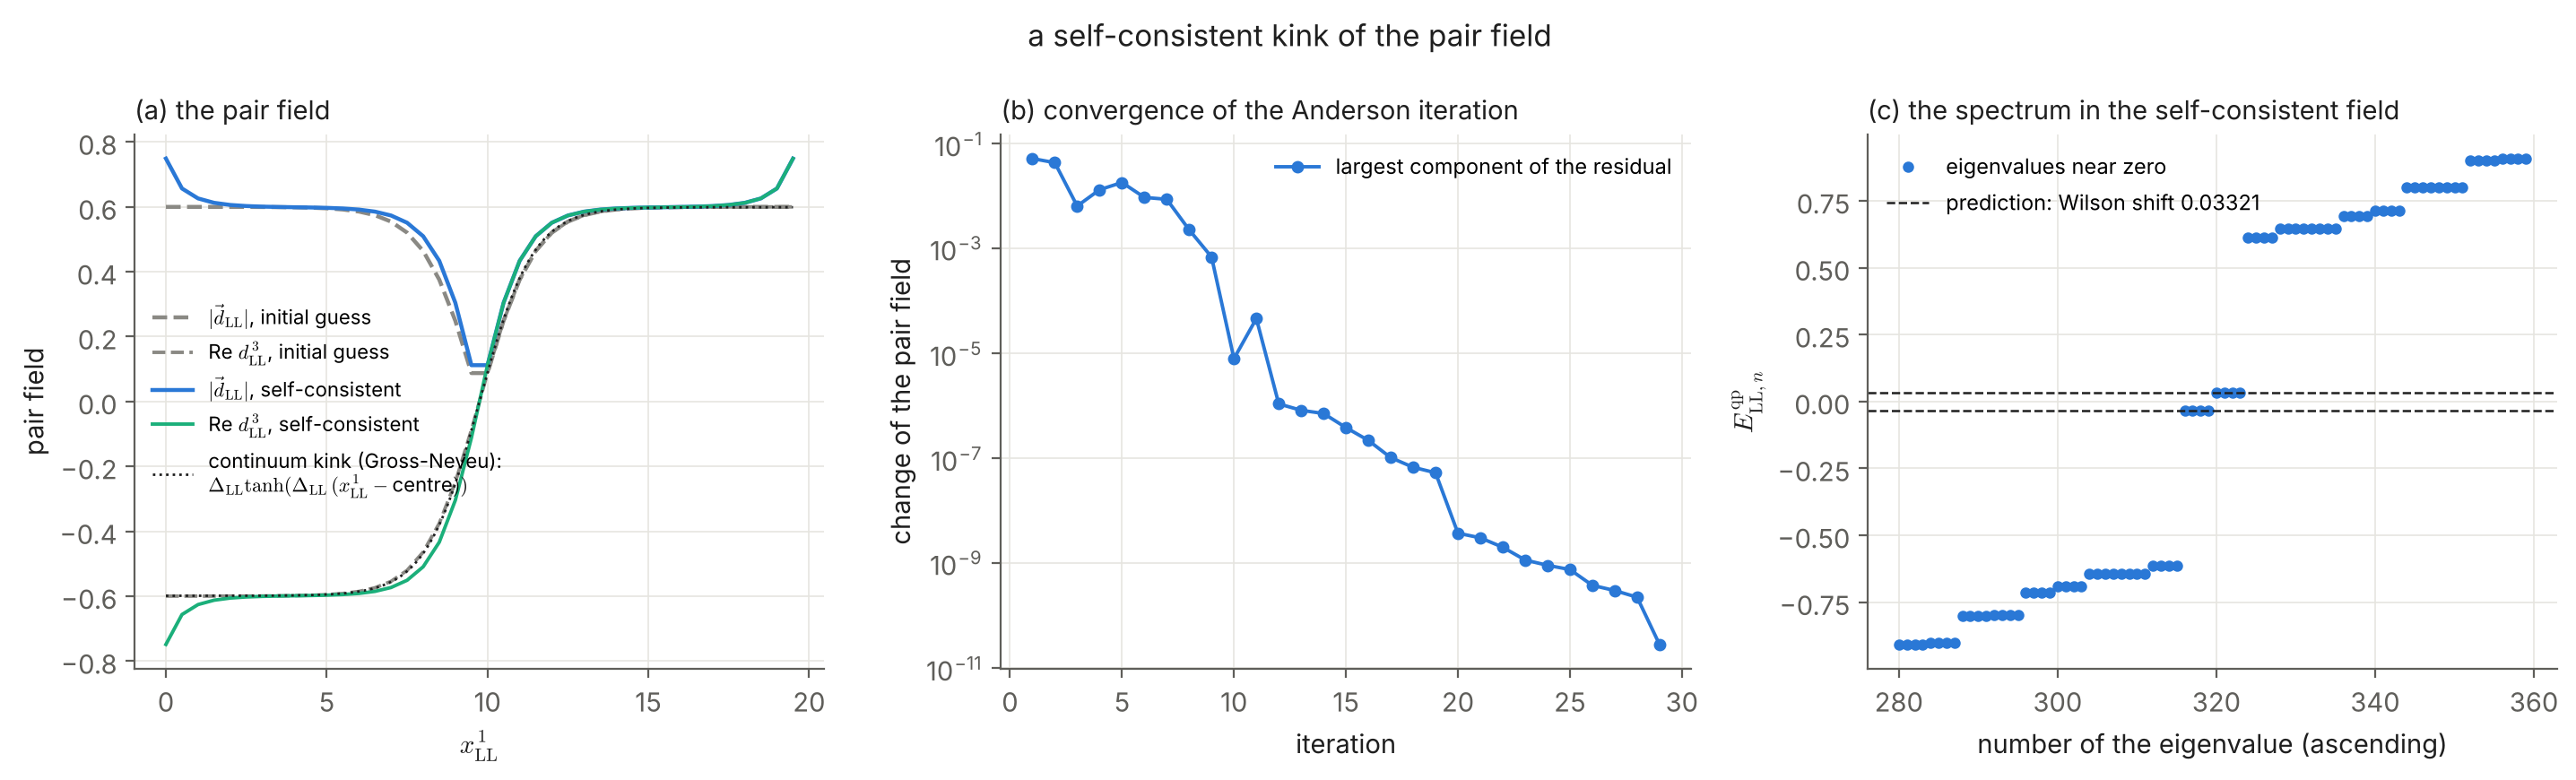 a self-consistent kink of the pair field
(a) the pair field
0.8
0.6
0.4
0.2
0.0
−0.2
−0.4
−0.6
−0.8
pair field
|d⃗_LL|, initial guess
Re d³_LL, initial guess
|d⃗_LL|, self-consistent
Re d³_LL, self-consistent
continuum kink (Gross-Neveu):
Δ_LL tanh(Δ_LL (x¹_LL − centre))
0 5 10 15 20
x¹_LL
(b) convergence of the Anderson iteration
10⁻¹
10⁻³
10⁻⁵
10⁻⁷
10⁻⁹
10⁻¹¹
change of the pair field
largest component of the residual
0 5 10 15 20 25 30
iteration
(c) the spectrum in the self-consistent field
0.75
0.50
0.25
0.00
−0.25
−0.50
−0.75
E^qp_LL, n
eigenvalues near zero
prediction: Wilson shift 0.03321
280 300 320 340 360
number of the eigenvalue (ascending)